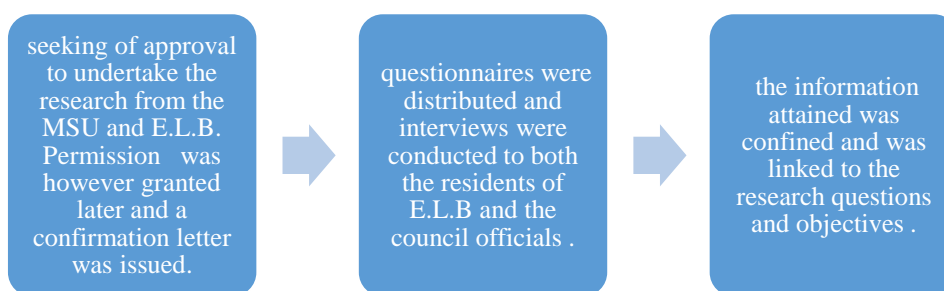 seeking of approval
to undertake the
research from the
MSU and E.L.B.
Permission was
however granted
later and a
confirmation letter
was issued.
questionnaires were
distributed and
interviews were
conducted to both
the residents of
E.L.B and the
council officials .
the information
attained was
confined and was
linked to the
research questions
and objectives .